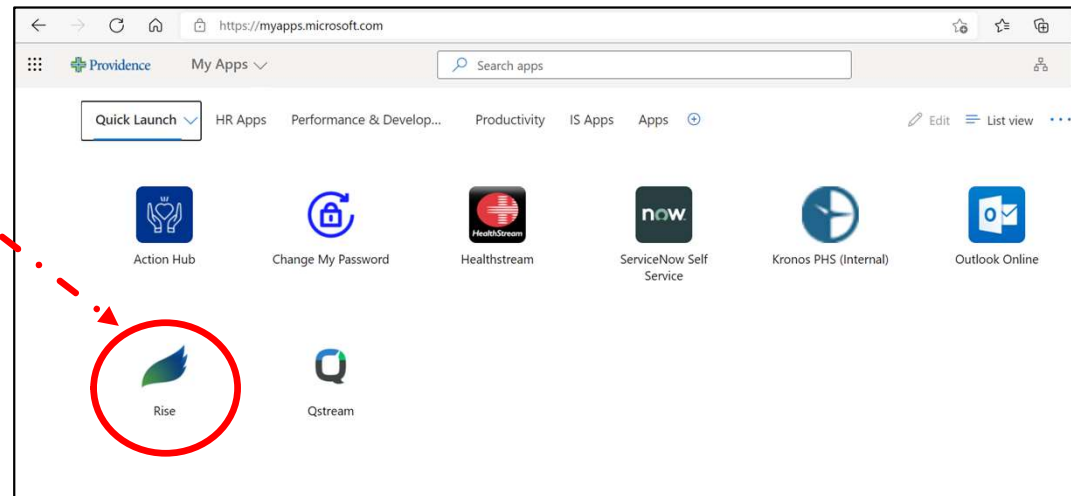 https://myapps.microsoft.com
Providence My Apps Search apps
Quick Launch HR Apps Performance & Develop... Productivity IS Apps Apps Edit List view ...
HealthStream
now
Action Hub Change My Password Healthstream ServiceNow Self Service Kronos PHS (Internal) Outlook Online
Rise Qstream